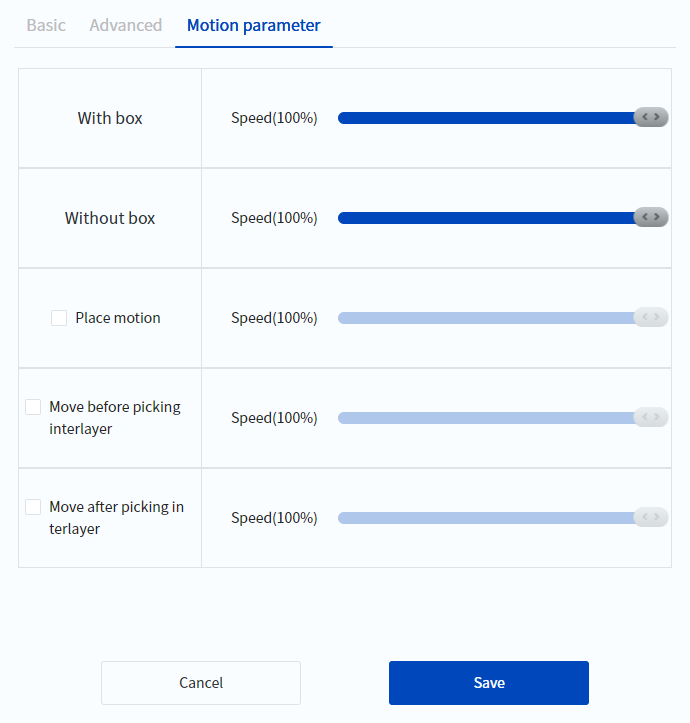 Basic Advanced Motion parameter
With box Speed(100%)
Without box Speed(100%)
Place motion Speed(100%)
Move before picking
interlayer
Speed(100%)
Move after picking in
terlayer
Speed(100%)
Cancel Save